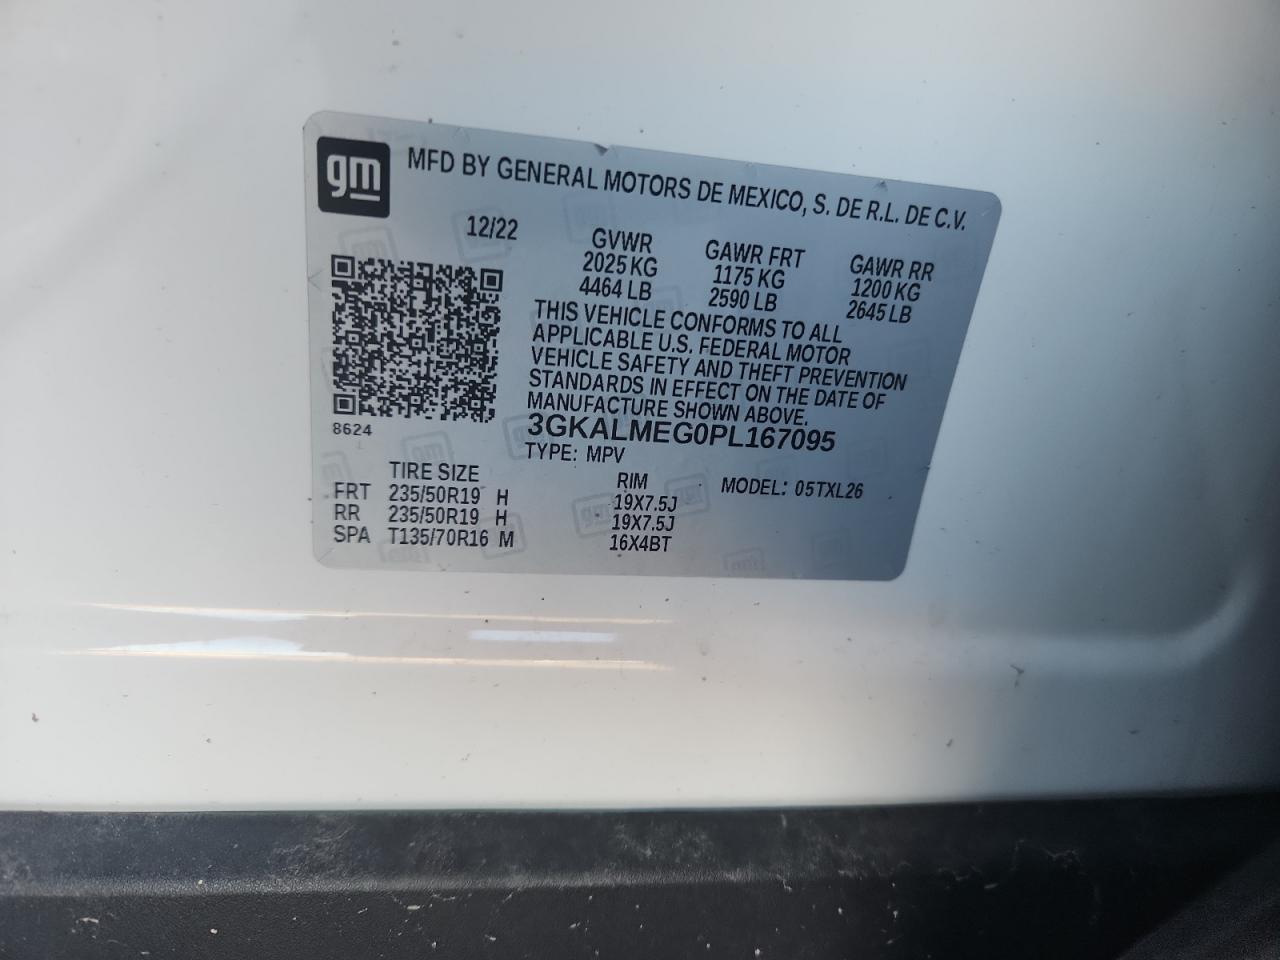 gm
MFD BY GENERAL MOTORS DE MEXICO, S. DE R.L. DE C.V.
12/22
GVWR GAWR FRT GAWR RR
2025 KG 1175 KG 1200 KG
4464 LB 2590 LB 2645 LB
THIS VEHICLE CONFORMS TO ALL
APPLICABLE U.S. FEDERAL MOTOR
VEHICLE SAFETY AND THEFT PREVENTION
STANDARDS IN EFFECT ON THE DATE OF
MANUFACTURE SHOWN ABOVE.
8624
3GKALMEG0PL167095
TYPE: MPV
TIRE SIZE RIM MODEL: 05TXL26
FRT 235/50R19 H 19X7.5J
RR 235/50R19 H 19X7.5J
SPA T135/70R16 M 16X4BT